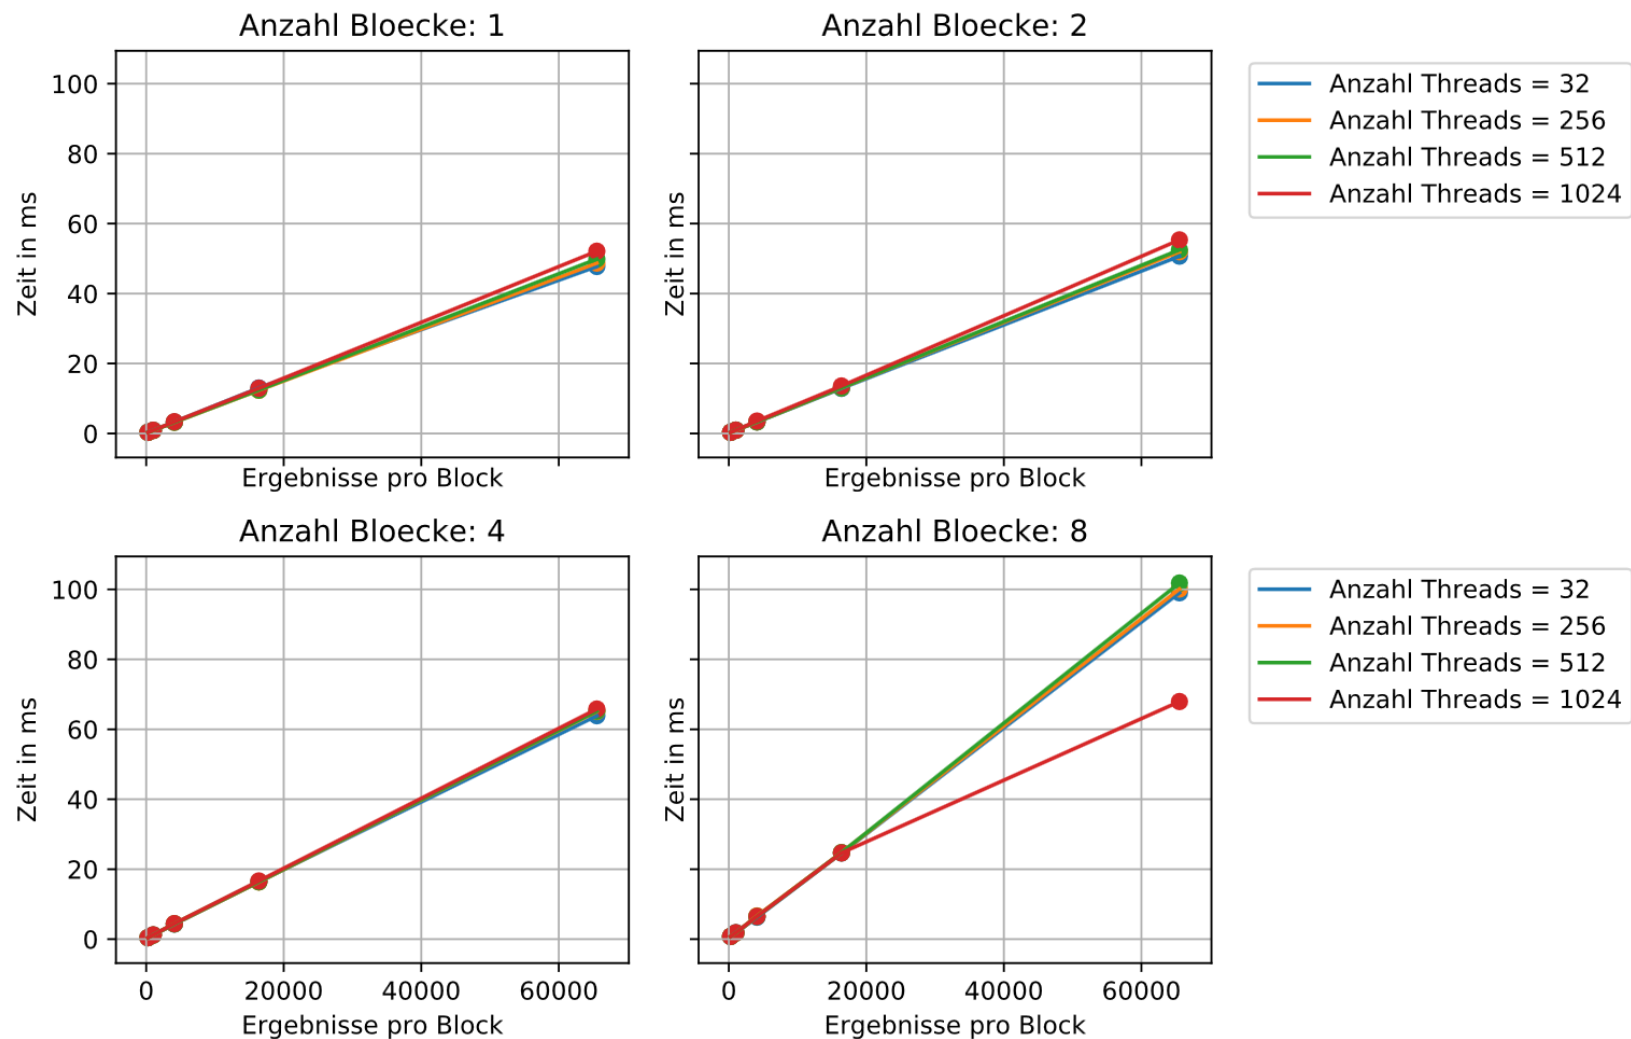 Anzahl Bloecke: 1
100
80
60
40
20
0
Zeit in ms
Ergebnisse pro Block
Anzahl Bloecke: 2
Zeit in ms
Ergebnisse pro Block
Anzahl Threads = 32
Anzahl Threads = 256
Anzahl Threads = 512
Anzahl Threads = 1024
Anzahl Bloecke: 4
100
80
60
40
20
0
Zeit in ms
0 20000 40000 60000
Ergebnisse pro Block
Anzahl Bloecke: 8
Zeit in ms
0 20000 40000 60000
Ergebnisse pro Block
Anzahl Threads = 32
Anzahl Threads = 256
Anzahl Threads = 512
Anzahl Threads = 1024